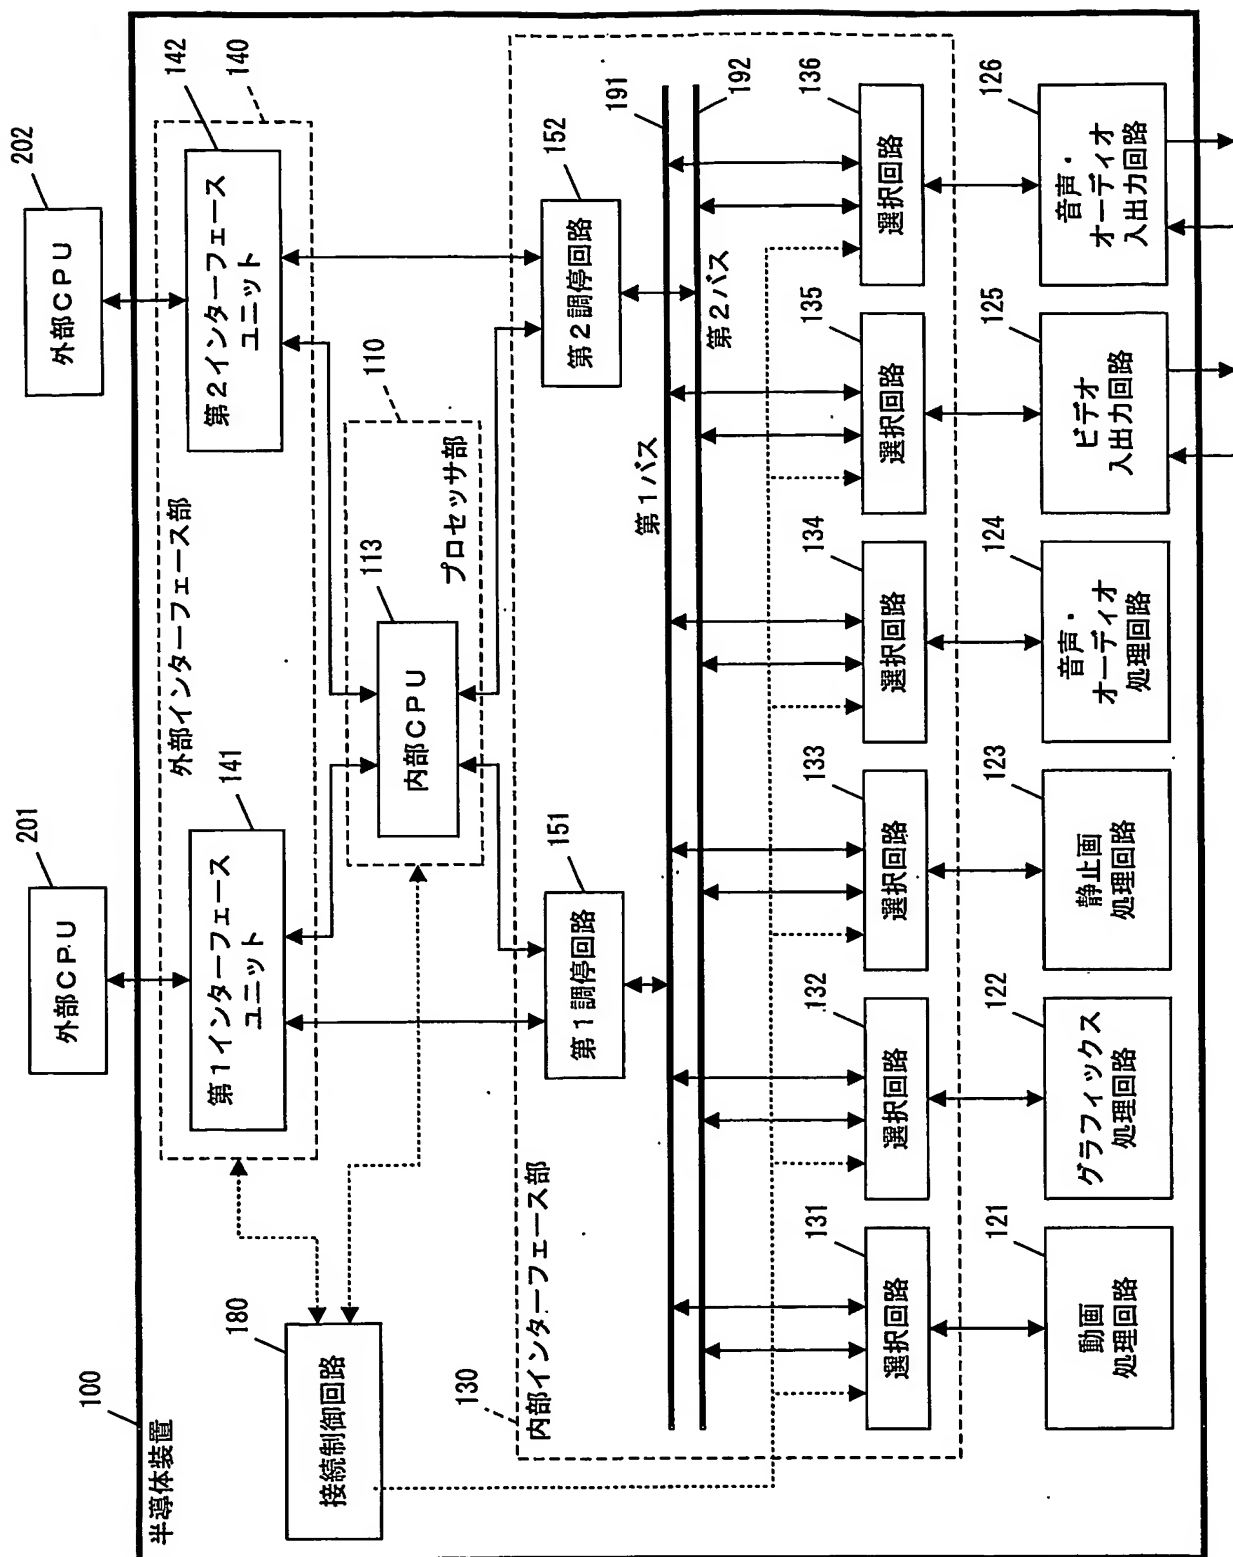 半導体装置
100
201
外部CPU
202
外部CPU
外部インターフェース部
140
141
第1インターフェース
ユニット
142
第2インターフェース
ユニット
180
接続制御回路
プロセッサ部
110
113
内部CPU
130
内部インターフェース部
151
第1調停回路
152
第2調停回路
第1バス
191
第2バス
192
131
選択回路
132
選択回路
133
選択回路
134
選択回路
135
選択回路
136
選択回路
121
動画
処理回路
122
グラフィックス
処理回路
123
静止画
処理回路
124
音声・
オーディオ
処理回路
125
ビデオ
入出力回路
126
音声・
オーディオ
入出力回路